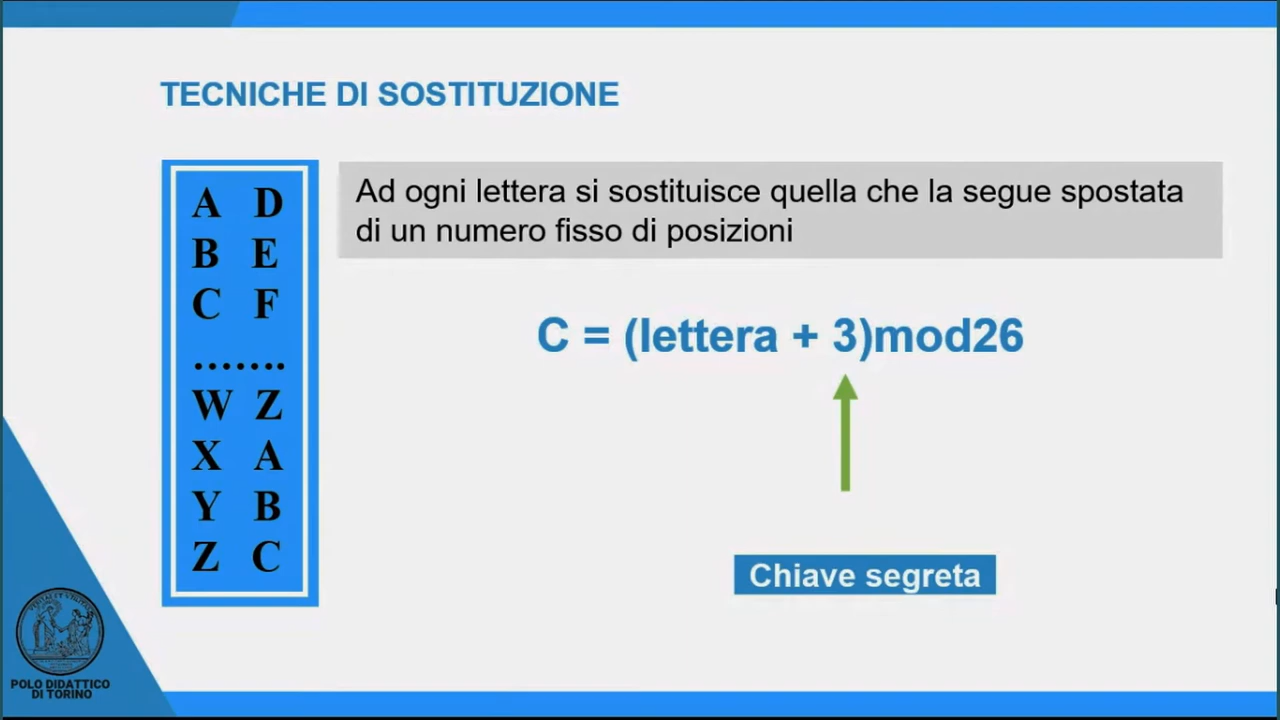 TECNICHE DI SOSTITUZIONE
A D
B E
C F
.......
W Z
X A
Y B
Z C
Ad ogni lettera si sostituisce quella che la segue spostata
di un numero fisso di posizioni
C = (lettera + 3)mod26
Chiave segreta
POLO DIDATTICO
DI TORINO